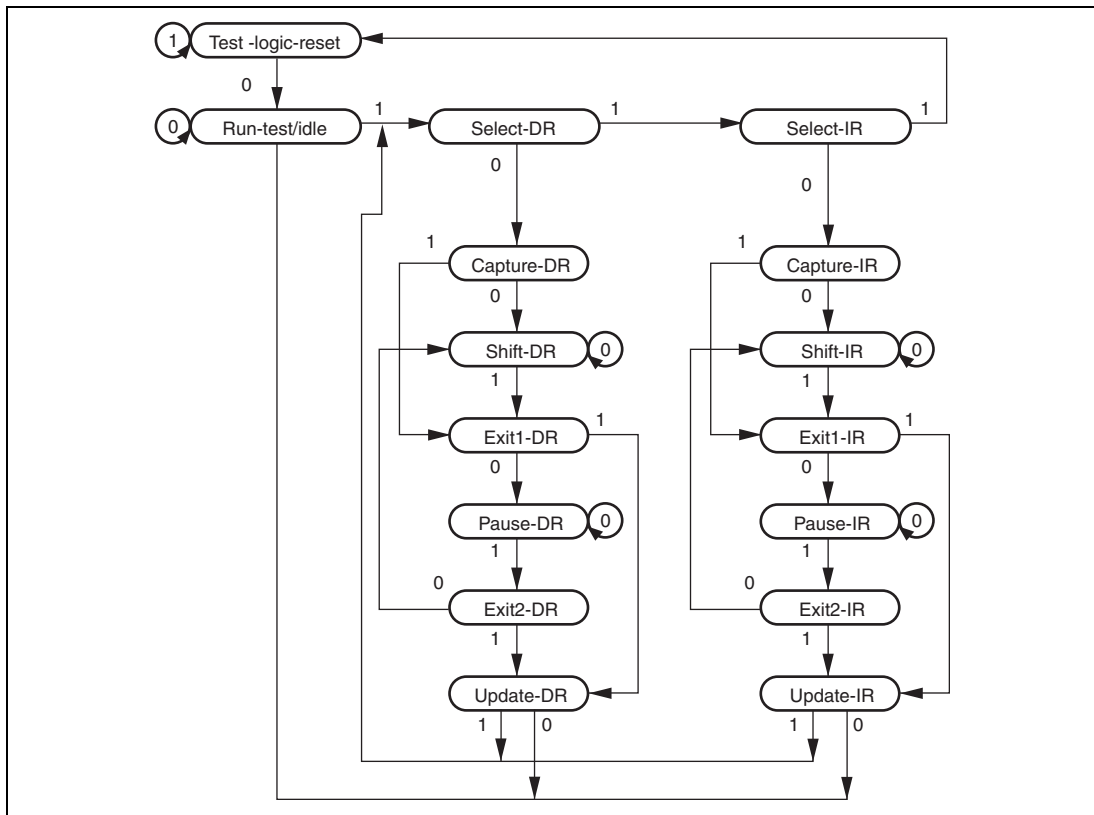 1 Test -logic-reset
0
0 Run-test/idle 1 Select-DR 1 Select-IR 1
0 0
1 1
Capture-DR Capture-IR
0 0
Shift-DR 0 Shift-IR 0
1 1
Exit1-DR 1 Exit1-IR 1
0 0
Pause-DR 0 Pause-IR 0
1 1
0 0
Exit2-DR Exit2-IR
1 1
Update-DR Update-IR
1 0 1 0